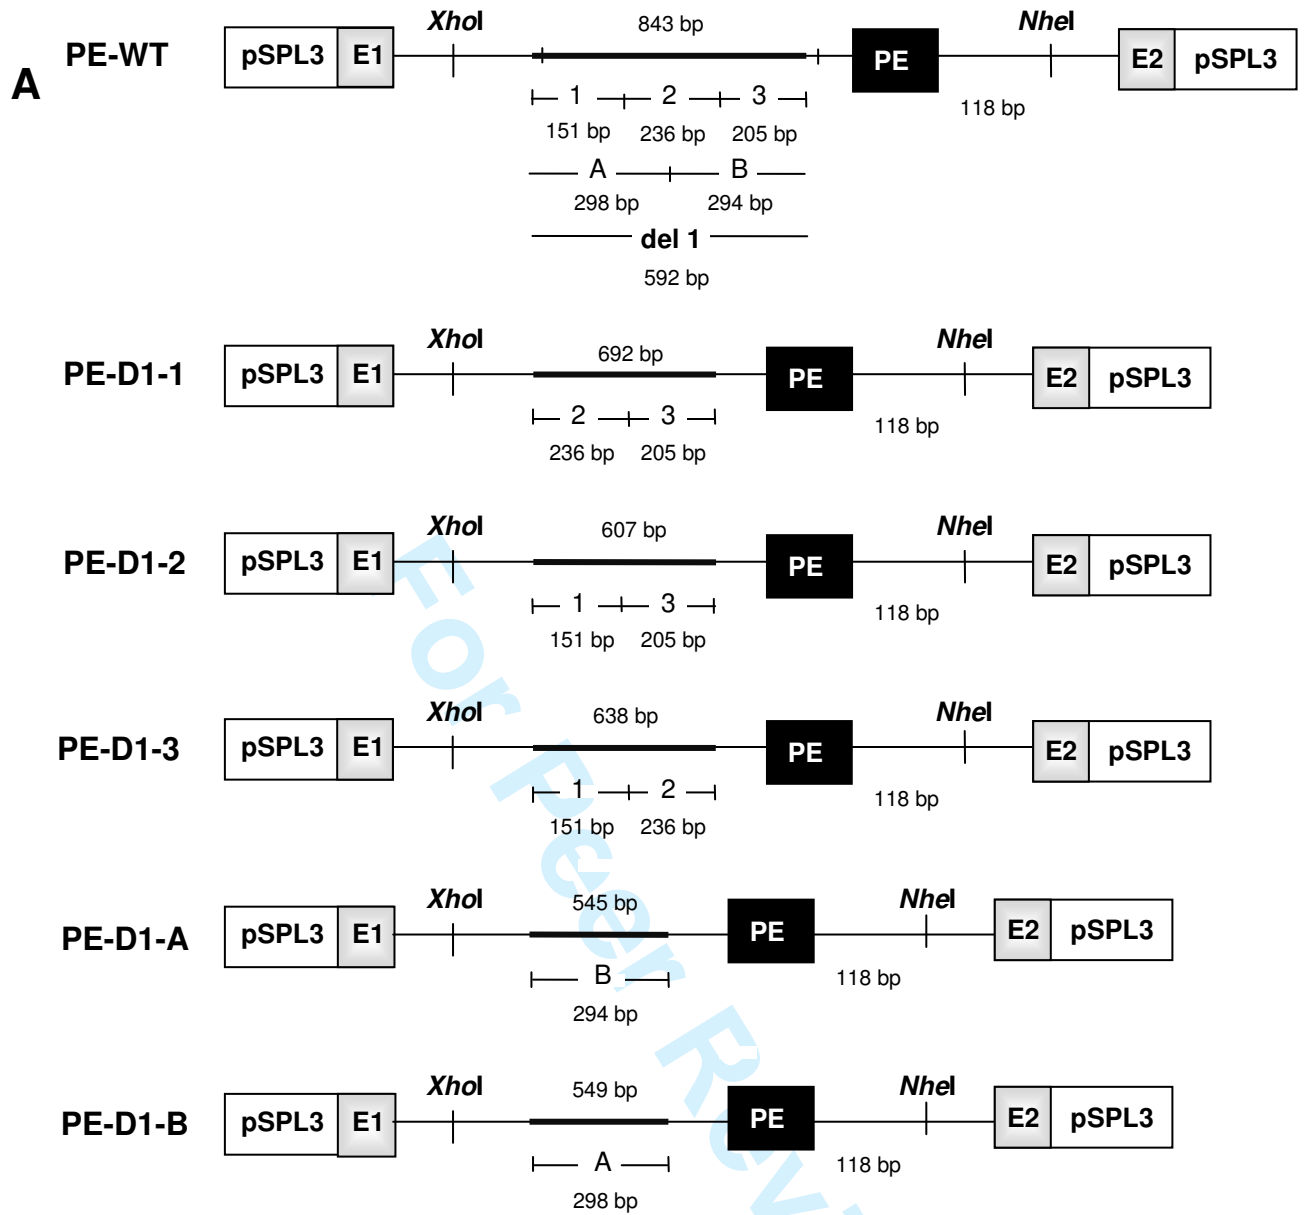 A
PE-WT
pSPL3 E1 XhoI 843 bp PE NheI E2 pSPL3
118 bp
1 2 3
151 bp 236 bp 205 bp
A B
298 bp 294 bp
del 1
592 bp
PE-D1-1
pSPL3 E1 XhoI 692 bp PE NheI E2 pSPL3
2 3 118 bp
236 bp 205 bp
PE-D1-2
pSPL3 E1 XhoI 607 bp PE NheI E2 pSPL3
1 3 118 bp
151 bp 205 bp
PE-D1-3
pSPL3 E1 XhoI 638 bp PE NheI E2 pSPL3
1 2 118 bp
151 bp 236 bp
PE-D1-A
pSPL3 E1 XhoI 545 bp PE NheI E2 pSPL3
B 118 bp
294 bp
PE-D1-B
pSPL3 E1 XhoI 549 bp PE NheI E2 pSPL3
A 118 bp
298 bp
For Peer Revi